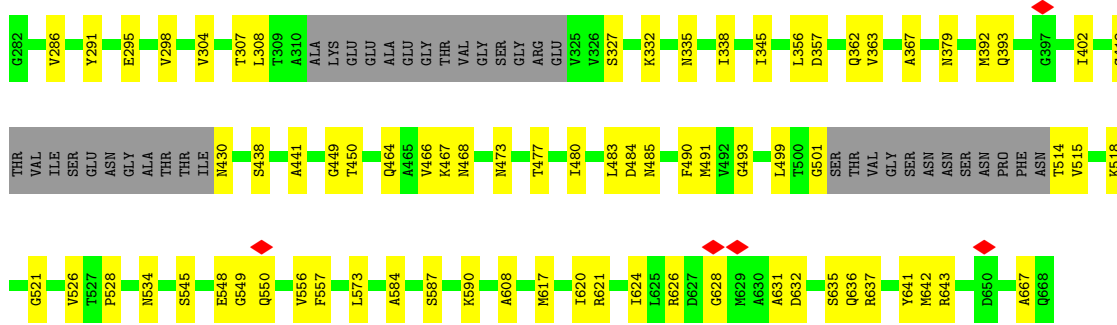 G282 V286 Y291 E295 V298 V304 T307 L308 T309 A310 ALA LYS GLU GLU ALA GLU GLY THR VAL GLY SER GLY ARG GLU V325 V326 S327 K332 N335 I338 I345 L356 D357 Q362 V363 A367 N379 M392 Q393 G397 I402
THR VAL ILE SER GLU ASN GLY ALA THR THR ILE N430 S438 A441 G449 T450 Q464 A465 V466 K467 N468 N473 T477 I480 L483 D484 N485 F490 M491 V492 G493 L499 T500 G501 SER THR VAL GLY SER ASN ASN SER ASN PRO PHE ASN T514 V515 K518
G521 V526 T527 P528 N534 S545 E548 G549 Q550 V556 F557 L573 A584 S587 K590 A608 M617 I620 R621 I624 L625 R626 D627 G628 M629 A630 A631 D632 S635 Q636 R637 Y641 M642 R643 D650 A667 Q668